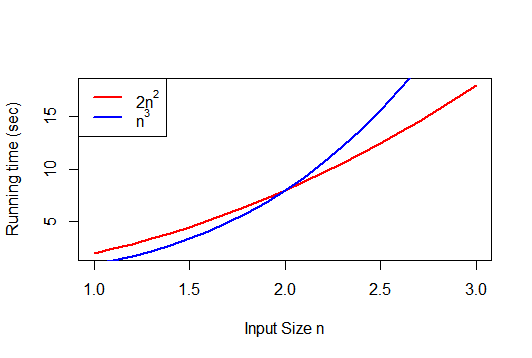 2n²
n³
Running time (sec)
15
10
5
1.0 1.5 2.0 2.5 3.0
Input Size n